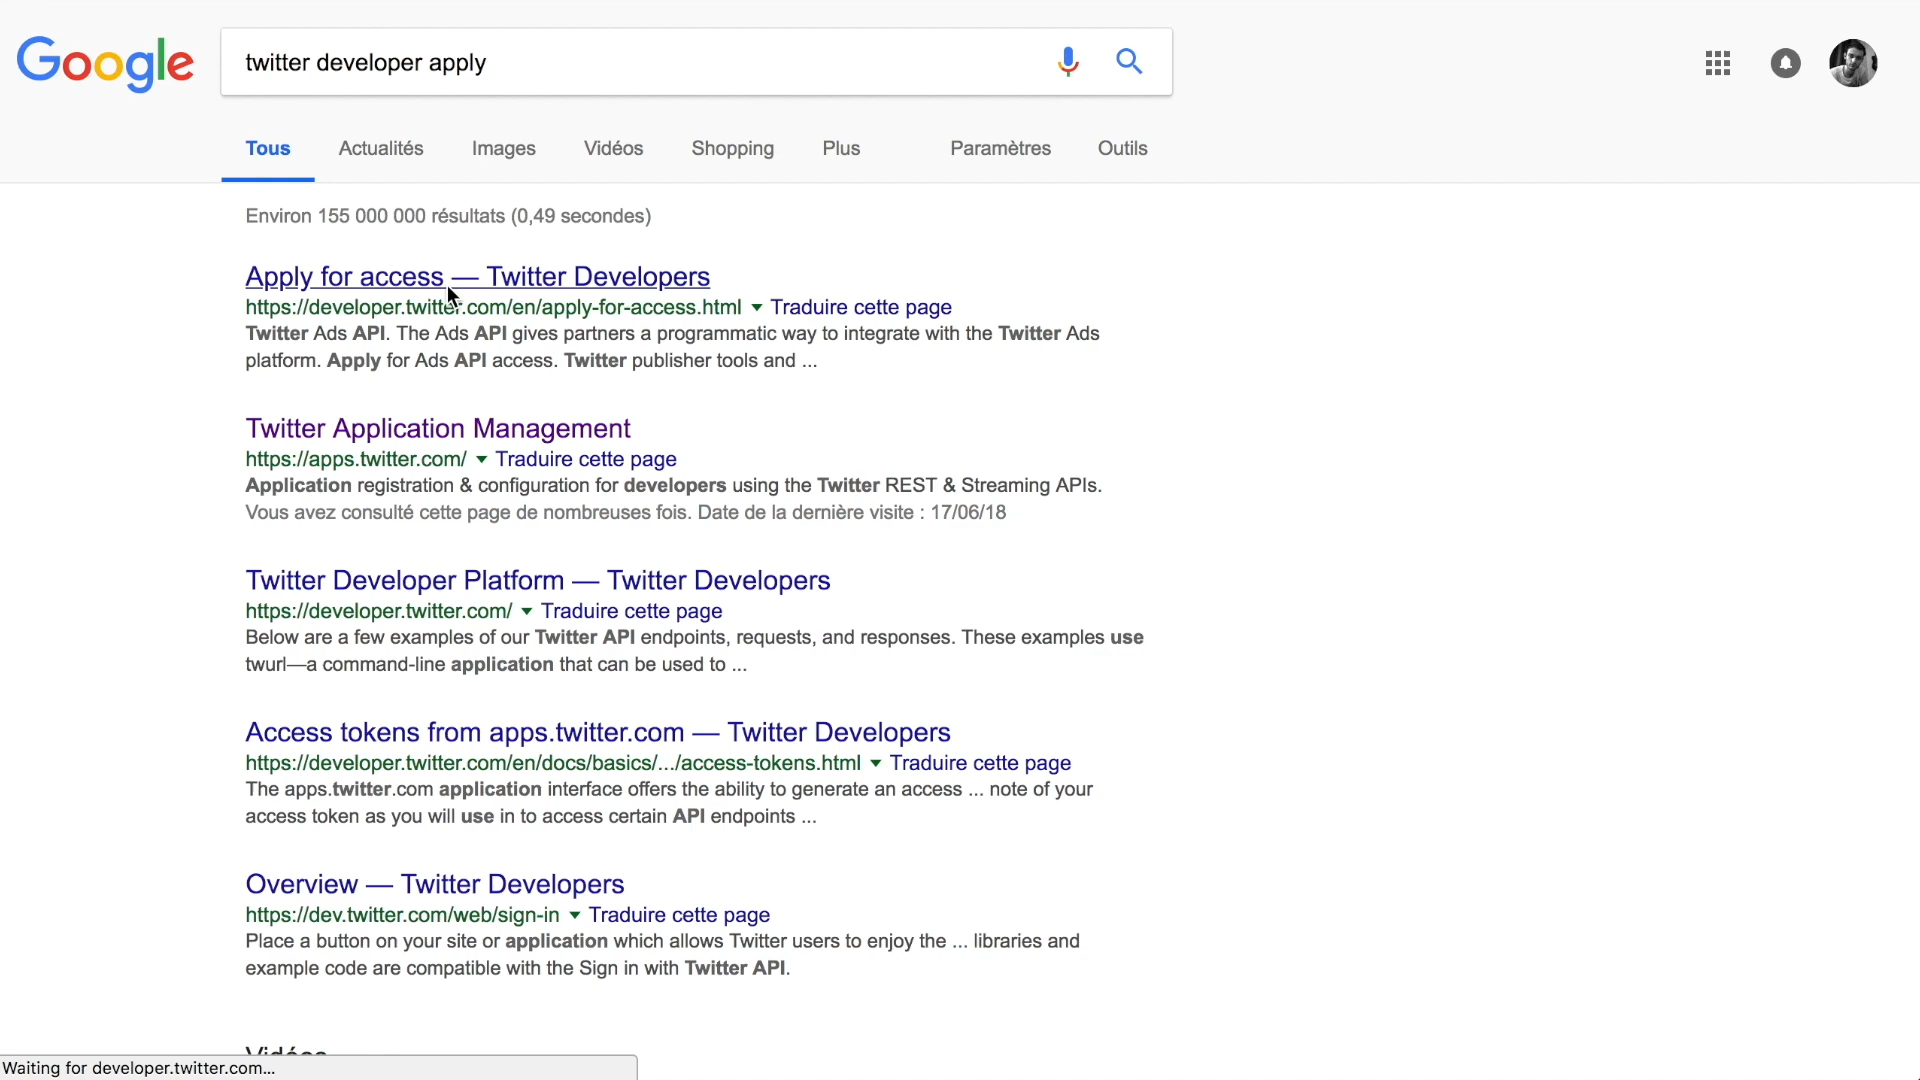 Google
twitter developer apply
Tous Actualités Images Vidéos Shopping Plus Paramètres Outils
Environ 155 000 000 résultats (0,49 secondes)
Apply for access — Twitter Developers
https://developer.twitter.com/en/apply-for-access.html ▾ Traduire cette page
Twitter Ads API. The Ads API gives partners a programmatic way to integrate with the Twitter Ads
platform. Apply for Ads API access. Twitter publisher tools and ...
Twitter Application Management
https://apps.twitter.com/ ▾ Traduire cette page
Application registration & configuration for developers using the Twitter REST & Streaming APIs.
Vous avez consulté cette page de nombreuses fois. Date de la dernière visite : 17/06/18
Twitter Developer Platform — Twitter Developers
https://developer.twitter.com/ ▾ Traduire cette page
Below are a few examples of our Twitter API endpoints, requests, and responses. These examples use
twurl—a command-line application that can be used to ...
Access tokens from apps.twitter.com — Twitter Developers
https://developer.twitter.com/en/docs/basics/.../access-tokens.html ▾ Traduire cette page
The apps.twitter.com application interface offers the ability to generate an access ... note of your
access token as you will use in to access certain API endpoints ...
Overview — Twitter Developers
https://dev.twitter.com/web/sign-in ▾ Traduire cette page
Place a button on your site or application which allows Twitter users to enjoy the ... libraries and
example code are compatible with the Sign in with Twitter API.
Vidéos
Waiting for developer.twitter.com...